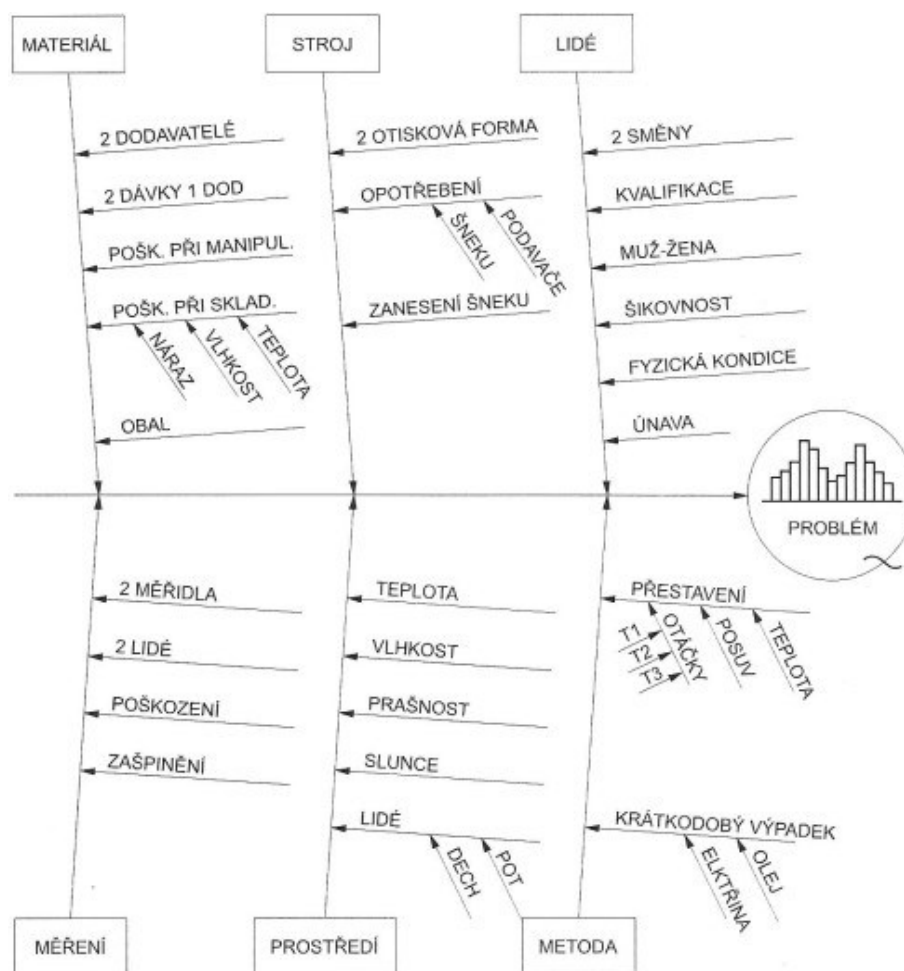 MATERIÁL
STROJ
LIDÉ
2 DODAVATELÉ
2 DÁVKY 1 DOD
POŠK. PŘI MANIPUL.
POŠK. PŘI SKLAD.
NÁRAZ
VLHKOST
TEPLOTA
OBAL
2 OTISKOVÁ FORMA
OPOTŘEBENÍ
ŠNEKU
PODAVAČE
ZANESENÍ ŠNEKU
2 SMĚNY
KVALIFIKACE
MUŽ-ŽENA
ŠIKOVNOST
FYZICKÁ KONDICE
ÚNAVA
PROBLÉM
2 MĚŘIDLA
2 LIDÉ
POŠKOZENÍ
ZAŠPINĚNÍ
TEPLOTA
VLHKOST
PRAŠNOST
SLUNCE
LIDÉ
DECH
POT
PŘESTAVENÍ
T1
T2
T3
OTÁČKY
POSUV
TEPLOTA
KRÁTKODOBÝ VÝPADEK
ELKTŘINA
OLEJ
MĚŘENÍ
PROSTŘEDÍ
METODA